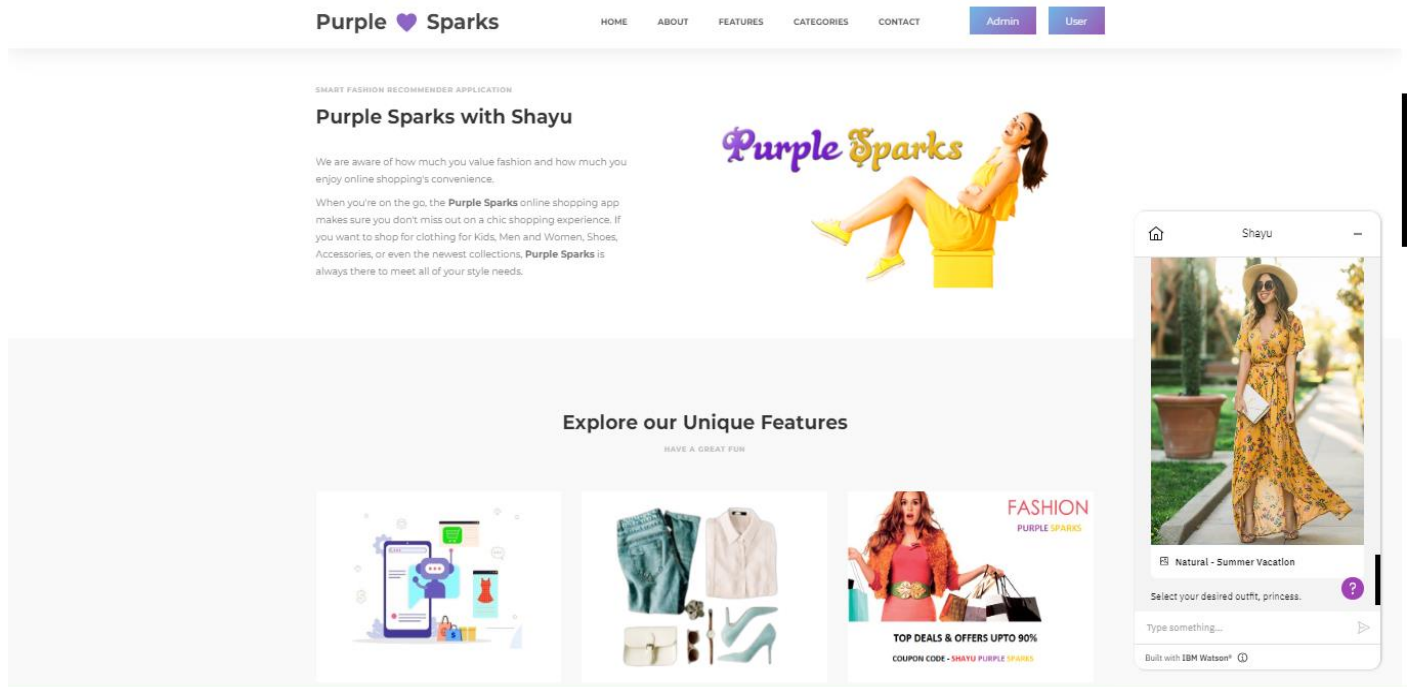 Purple Sparks
HOME ABOUT FEATURES CATEGORIES CONTACT Admin User
SMART FASHION RECOMMENDER APPLICATION
Purple Sparks with Shayu
We are aware of how much you value fashion and how much you
enjoy online shopping's convenience.
When you're on the go, the Purple Sparks online shopping app
makes sure you don't miss out on a chic shopping experience. If
you want to shop for clothing for Kids, Men and Women, Shoes,
Accessories, or even the newest collections, Purple Sparks is
always there to meet all of your style needs.
Purple Sparks
Explore our Unique Features
HAVE A GREAT FUN
FASHION
PURPLE SPARKS
TOP DEALS & OFFERS UPTO 90%
COUPON CODE - SHAYU PURPLE SPARKS
Shayu
Natural - Summer Vacation
Select your desired outfit, princess.
?
Type something...
Built with IBM Watson®